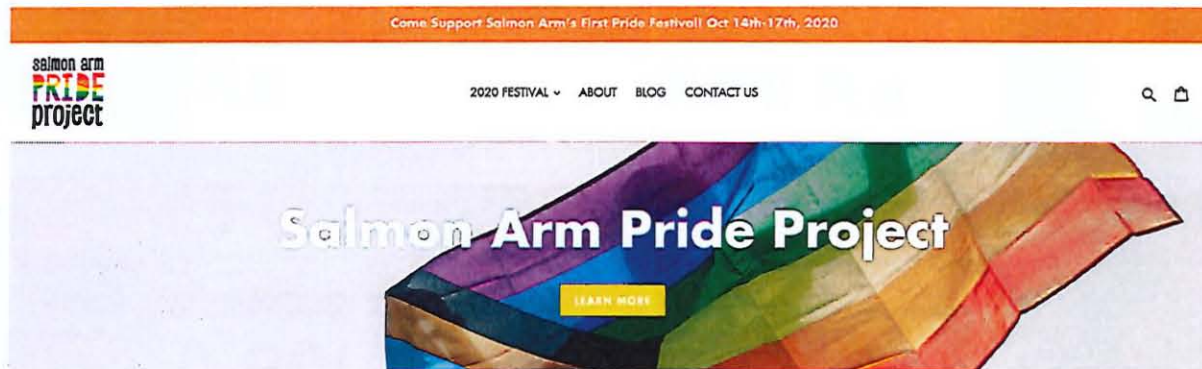 Come Support Salmon Arm's First Pride Festival! Oct 14th-17th, 2020
salmon arm
PRIDE
project
2020 FESTIVAL ABOUT BLOG CONTACT US
Salmon Arm Pride Project
LEARN MORE